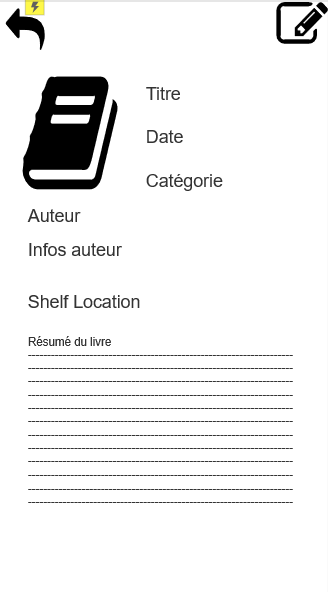 Titre
Date
Catégorie
Auteur
Infos auteur
Shelf Location
Résumé du livre